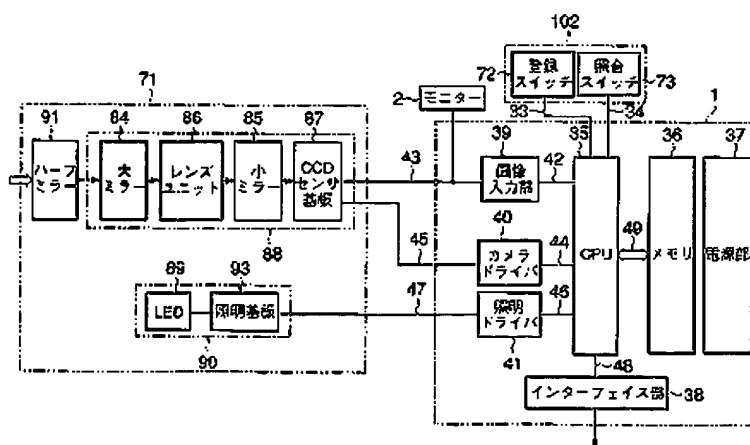 102
登録
スイッチ
照合
スイッチ
72
73
33
34
2
モニター
71
1
91
84
86
85
87
39
35
36
37
ハーフ
ミラー
大
ミラー
レンズ
ユニット
小
ミラー
CCD
センサ
基板
43
画像
入力部
42
88
40
45
カメラ
ドライバ
44
CPU
49
メモリ
電源部
89
93
LED
照明基板
47
照明
ドライバ
46
90
41
48
インターフェイス部
38